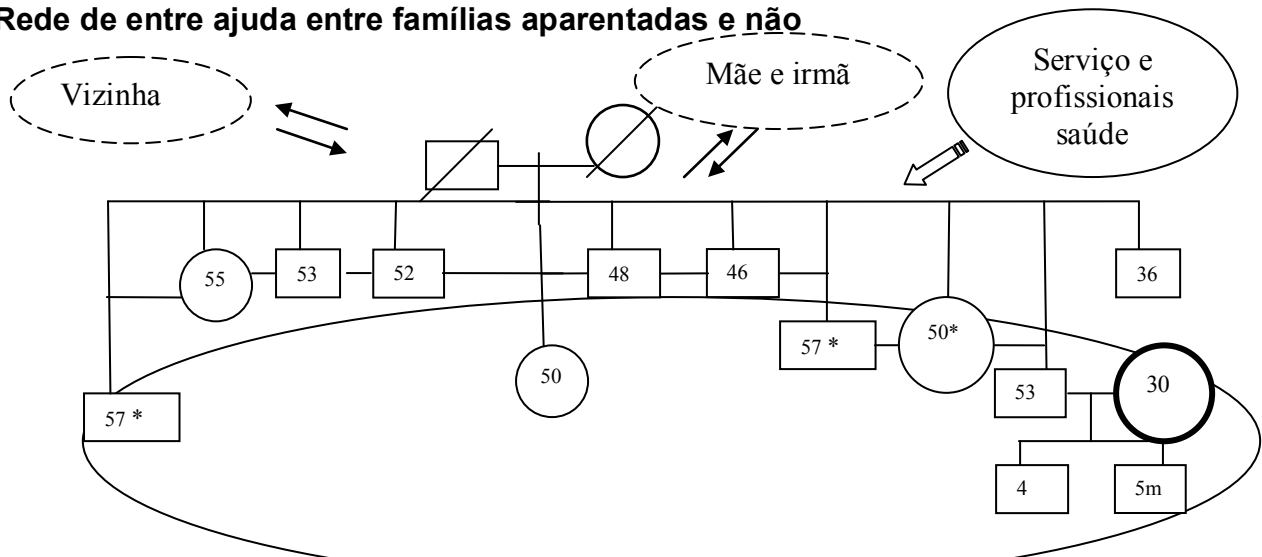 Rede de entre ajuda entre famílias aparentadas e não
Vizinha
Mãe e irmã
Serviço e
profissionais
saúde
55
53
52
48
46
36
50
57 *
50*
57 *
53
30
4
5m